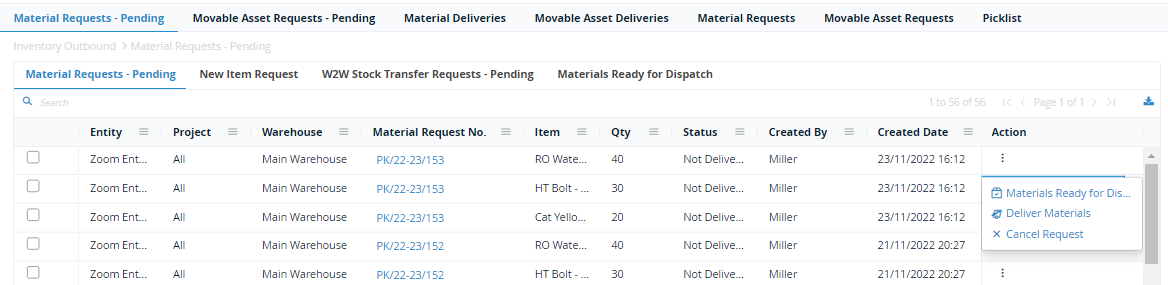 Material Requests - Pending Movable Asset Requests - Pending Material Deliveries Movable Asset Deliveries Material Requests Movable Asset Requests Picklist
Inventory Outbound > Material Requests - Pending
Material Requests - Pending New Item Request W2W Stock Transfer Requests - Pending Materials Ready for Dispatch
Search 1 to 56 of 56 Page 1 of 1
Entity Project Warehouse Material Request No. Item Qty Status Created By Created Date Action
Zoom Ent... All Main Warehouse PK/22-23/153 RO Wate... 40 Not Delive... Miller 23/11/2022 16:12
Zoom Ent... All Main Warehouse PK/22-23/153 HT Bolt - ... 30 Not Delive... Miller 23/11/2022 16:12
Materials Ready for Dis...
Zoom Ent... All Main Warehouse PK/22-23/153 Cat Yello... 20 Not Delive... Miller 23/11/2022 16:12
Deliver Materials
Cancel Request
Zoom Ent... All Main Warehouse PK/22-23/152 RO Wate... 40 Not Delive... Miller 21/11/2022 20:27
Zoom Ent... All Main Warehouse PK/22-23/152 HT Bolt - ... 30 Not Delive... Miller 21/11/2022 20:27